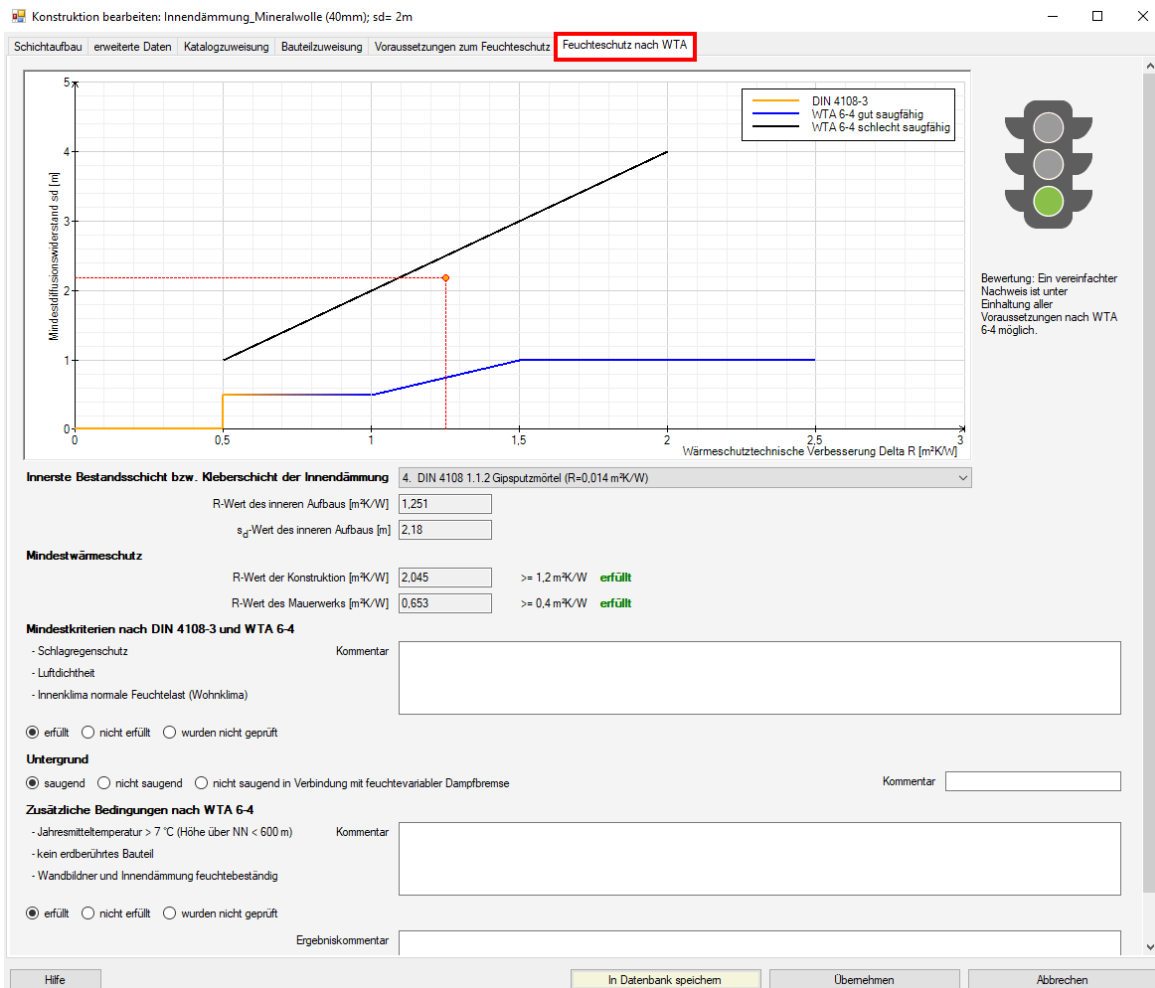 Konstruktion bearbeiten: Innendämmung_Mineralwolle (40mm); sd= 2m
Schichtaufbau erweiterte Daten Katalogzuweisung Bauteilzuweisung Voraussetzungen zum Feuchteschutz Feuchteschutz nach WTA
DIN 4108-3
WTA 6-4 gut saugfähig
WTA 6-4 schlecht saugfähig
Mindestdiffusionswiderstand sd [m]
5
4
3
2
1
0
0 0,5 1 1,5 2 2,5 3
Wärmeschutztechnische Verbesserung Delta R [m²K/W]
Bewertung: Ein vereinfachter
Nachweis ist unter
Einhaltung aller
Voraussetzungen nach WTA
6-4 möglich.
Innerste Bestandsschicht bzw. Kleberschicht der Innendämmung 4. DIN 4108 1.1.2 Gipsputzmörtel (R=0,014 m²K/W)
R-Wert des inneren Aufbaus [m²K/W] 1,251
sd-Wert des inneren Aufbaus [m] 2,18
Mindestwärmeschutz
R-Wert der Konstruktion [m²K/W] 2,045 >= 1,2 m²K/W erfüllt
R-Wert des Mauerwerks [m²K/W] 0,653 >= 0,4 m²K/W erfüllt
Mindestkriterien nach DIN 4108-3 und WTA 6-4
- Schlagregenschutz Kommentar
- Luftdichtheit
- Innenklima normale Feuchtelast (Wohnklima)
erfüllt nicht erfüllt wurden nicht geprüft
Untergrund
saugend nicht saugend nicht saugend in Verbindung mit feuchtevariabler Dampfbremse Kommentar
Zusätzliche Bedingungen nach WTA 6-4
- Jahresmitteltemperatur > 7 °C (Höhe über NN < 600 m) Kommentar
- kein erdberührtes Bauteil
- Wandbildner und Innendämmung feuchtebeständig
erfüllt nicht erfüllt wurden nicht geprüft
Ergebniskommentar
Hilfe In Datenbank speichern Übernehmen Abbrechen